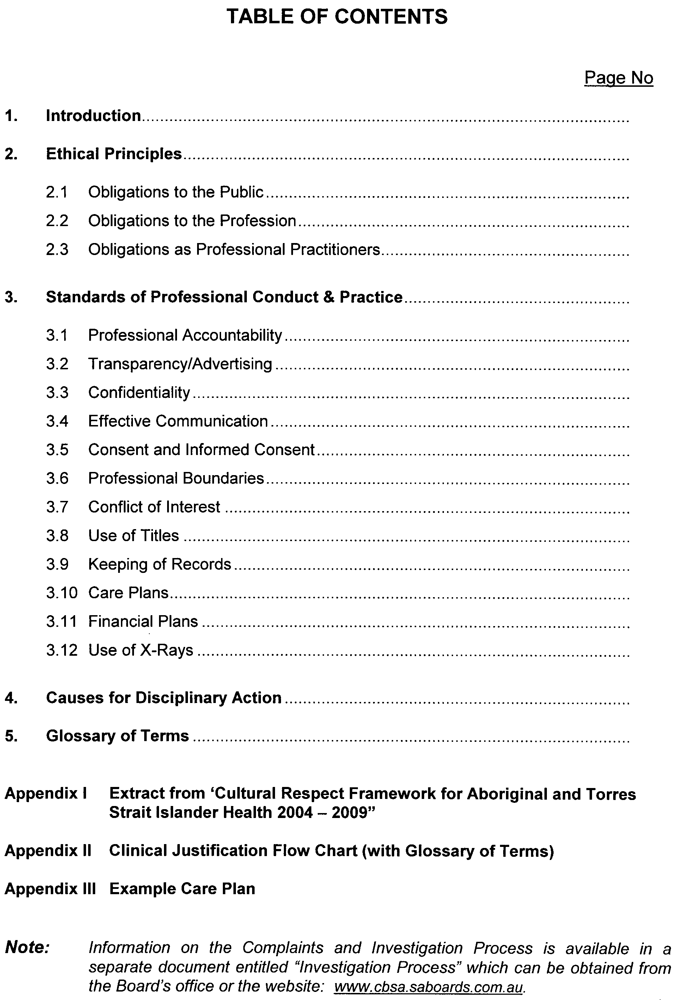 TABLE OF CONTENTS
Page No
1. Introduction
2. Ethical Principles
2.1 Obligations to the Public
2.2 Obligations to the Profession
2.3 Obligations as Professional Practitioners
3. Standards of Professional Conduct & Practice
3.1 Professional Accountability
3.2 Transparency/Advertising
3.3 Confidentiality
3.4 Effective Communication
3.5 Consent and Informed Consent
3.6 Professional Boundaries
3.7 Conflict of Interest
3.8 Use of Titles
3.9 Keeping of Records
3.10 Care Plans
3.11 Financial Plans
3.12 Use of X-Rays
4. Causes for Disciplinary Action
5. Glossary of Terms
Appendix I Extract from ‘Cultural Respect Framework for Aboriginal and Torres
Strait Islander Health 2004 – 2009”
Appendix II Clinical Justification Flow Chart (with Glossary of Terms)
Appendix III Example Care Plan
Note: Information on the Complaints and Investigation Process is available in a
separate document entitled “Investigation Process” which can be obtained from
the Board’s office or the website: www.cbsa.saboards.com.au.